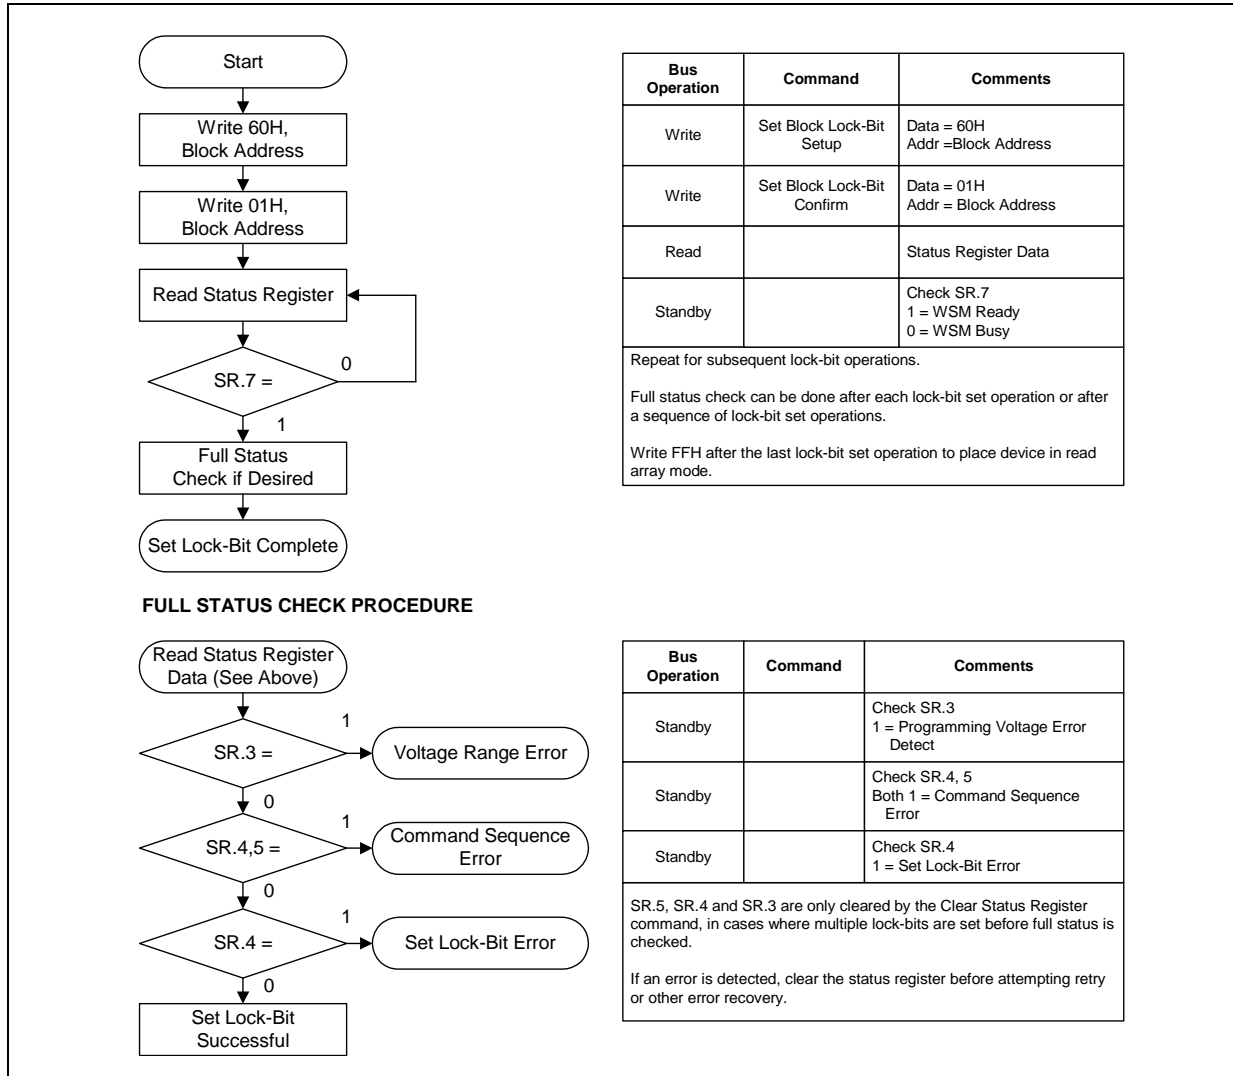 Start
Write 60H,
Block Address
Write 01H,
Block Address
Read Status Register
SR.7 =
0
1
Full Status
Check if Desired
Set Lock-Bit Complete
Bus
Operation
Command
Comments
Write
Set Block Lock-Bit
Setup
Data = 60H
Addr =Block Address
Write
Set Block Lock-Bit
Confirm
Data = 01H
Addr = Block Address
Read
Status Register Data
Standby
Check SR.7
1 = WSM Ready
0 = WSM Busy
Repeat for subsequent lock-bit operations.
Full status check can be done after each lock-bit set operation or after
a sequence of lock-bit set operations.
Write FFH after the last lock-bit set operation to place device in read
array mode.
FULL STATUS CHECK PROCEDURE
Read Status Register
Data (See Above)
SR.3 =
1
Voltage Range Error
0
SR.4,5 =
1
Command Sequence
Error
0
SR.4 =
1
Set Lock-Bit Error
0
Set Lock-Bit
Successful
Bus
Operation
Command
Comments
Standby
Check SR.3
1 = Programming Voltage Error
Detect
Standby
Check SR.4, 5
Both 1 = Command Sequence
Error
Standby
Check SR.4
1 = Set Lock-Bit Error
SR.5, SR.4 and SR.3 are only cleared by the Clear Status Register
command, in cases where multiple lock-bits are set before full status is
checked.
If an error is detected, clear the status register before attempting retry
or other error recovery.